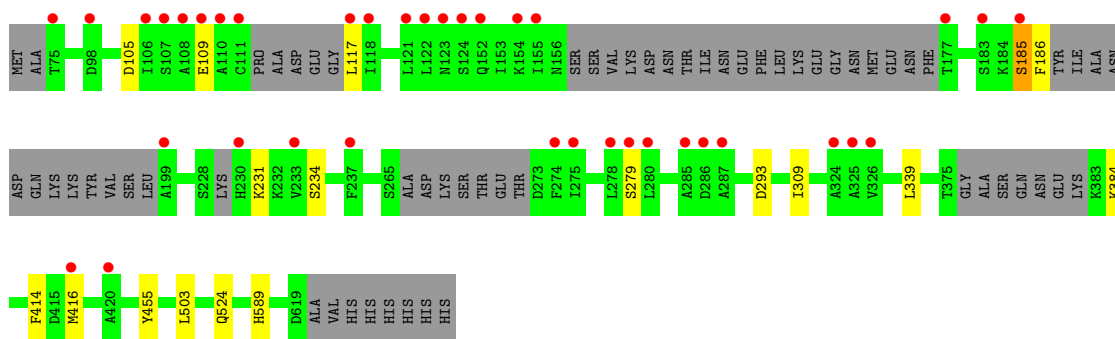 MET ALA T75 D98 D105 I106 S107 A108 E109 A110 C111 PRO ALA ASP GLU GLY L117 I118 L121 L122 N123 S124 Q152 I153 K154 I155 N156 SER SER VAL LYS ASP ASN THR ILE ASN GLU PHE LEU LYS GLU GLY ASN MET GLU ASN PHE T177 S183 K184 S185 F186 TYR ILE ALA ASN
ASP GLN LYS LYS TYR VAL SER LEU A199 S228 LYS H230 K231 K232 V233 S234 F237 S265 ALA ASP LYS SER THR GLU THR D273 F274 I275 L278 S279 L280 A285 D286 A287 D293 I309 A324 A325 V326 L339 T375 GLY ALA SER GLN ASN GLU LYS K383 K384
F414 D415 M416 A420 Y455 L503 Q524 H589 D619 ALA VAL HIS HIS HIS HIS HIS HIS